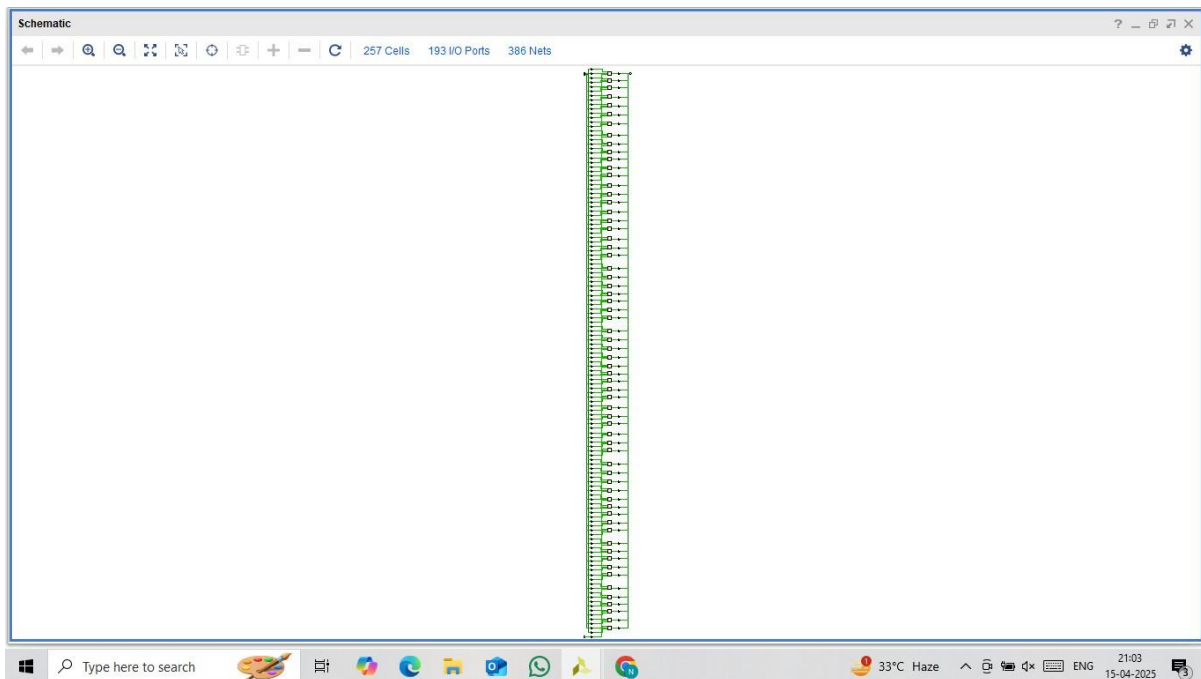 Schematic
257 Cells 193 I/O Ports 386 Nets
Type here to search
33°C Haze
ENG
21:03
15-04-2025
3